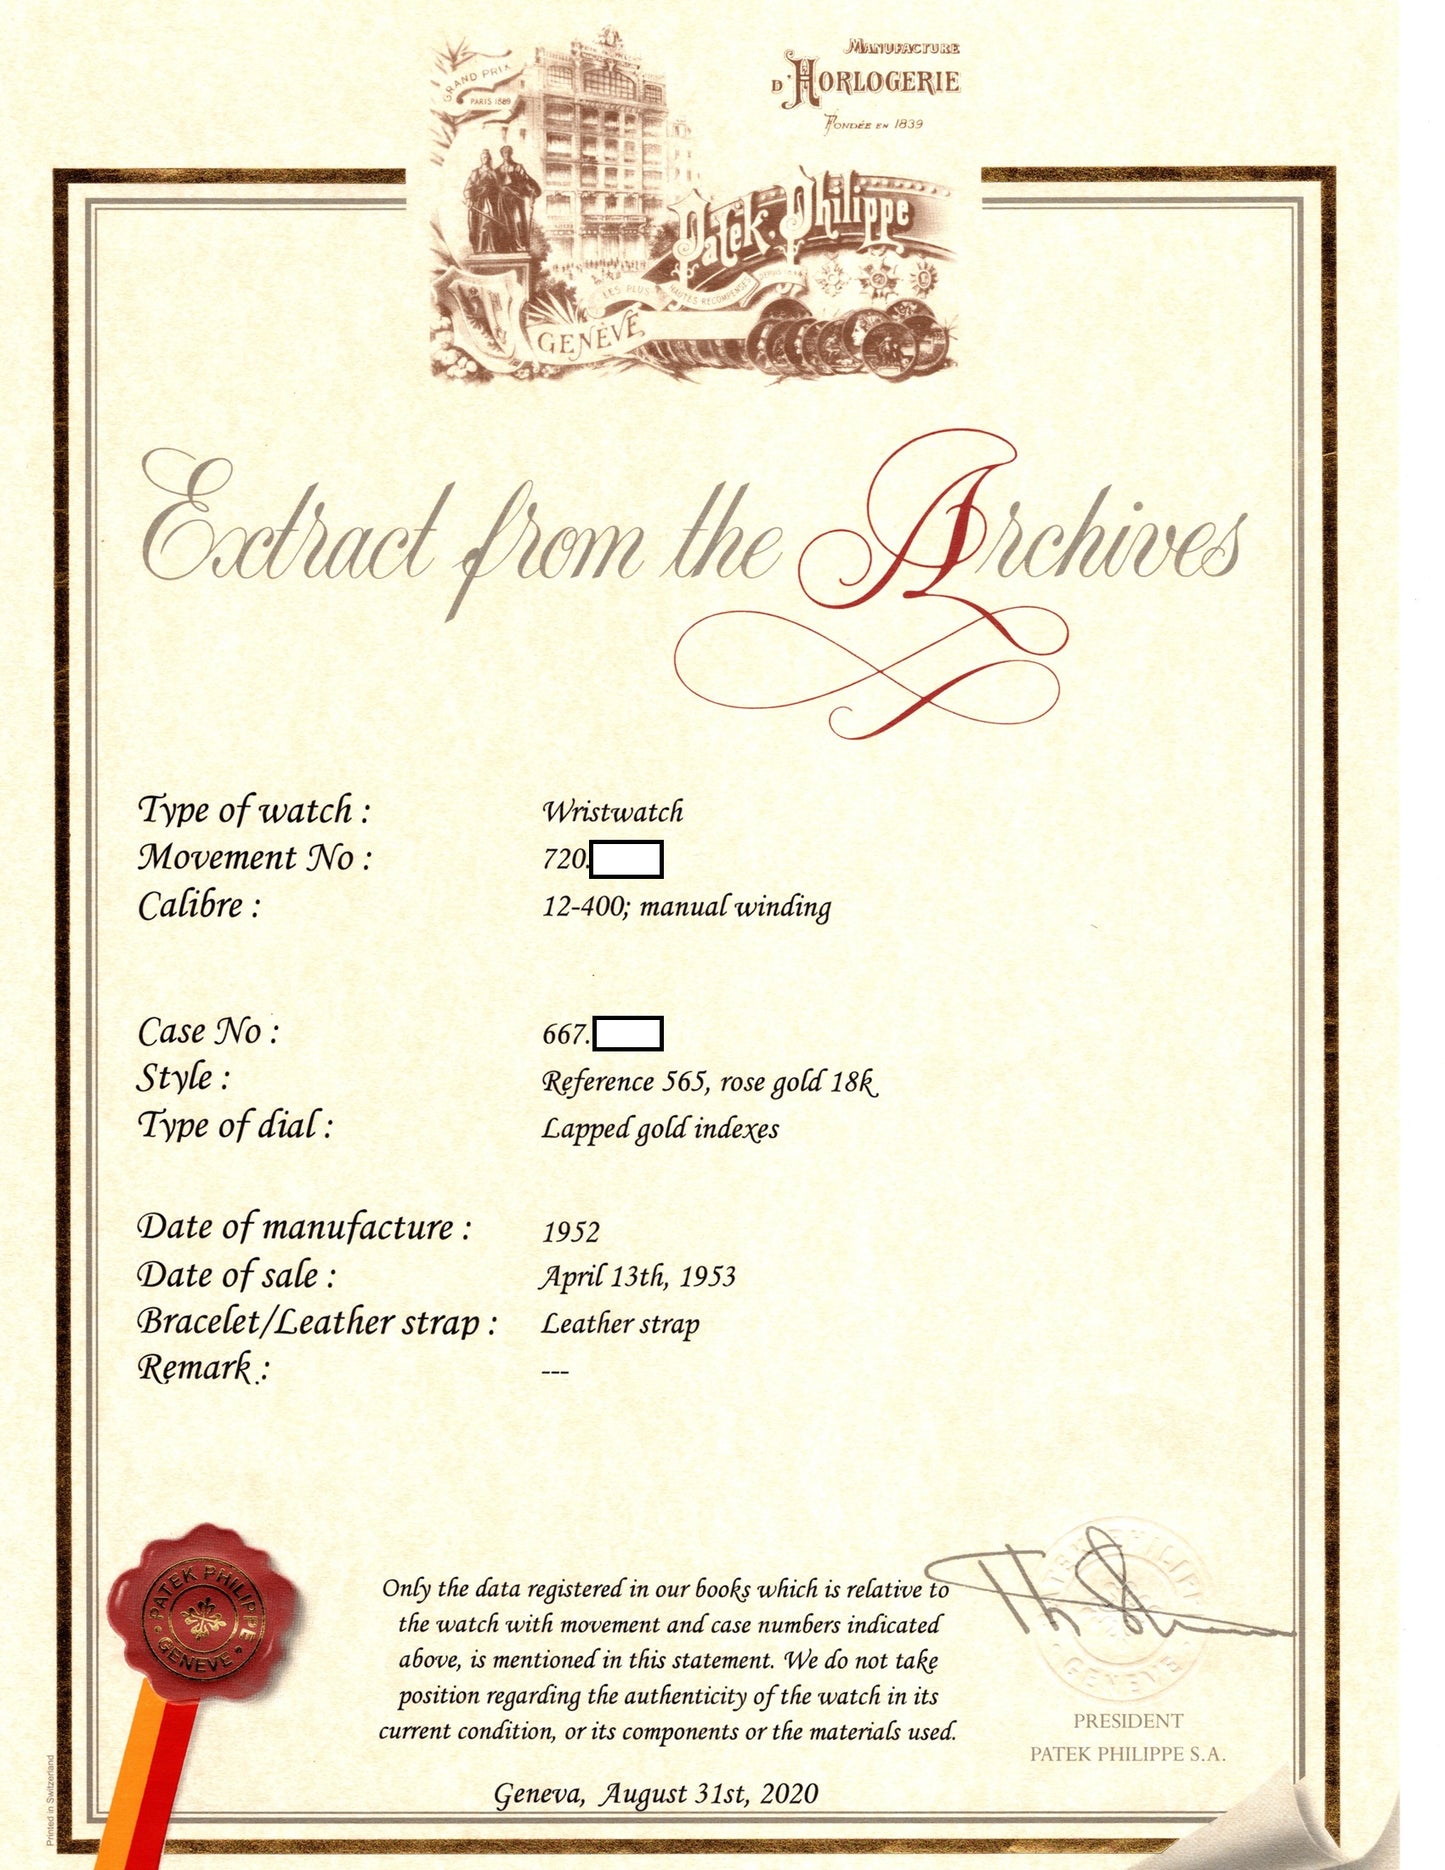 MANUFACTURE
D'HORLOGERIE
FONDÉE EN 1839
GRAND PRIX
PARIS 1889
Patek. Philippe
LES PLUS HAUTES RECOMPENSES
GENÈVE
Extract from the Archives
Type of watch : Wristwatch
Movement No : 720.
Calibre : 12-400; manual winding
Case No : 667.
Style : Reference 565, rose gold 18k
Type of dial : Lapped gold indexes
Date of manufacture : 1952
Date of sale : April 13th, 1953
Bracelet/Leather strap : Leather strap
Remark : ---
PATEK PHILIPPE
GENEVE
Only the data registered in our books which is relative to
the watch with movement and case numbers indicated
above, is mentioned in this statement. We do not take
position regarding the authenticity of the watch in its
current condition, or its components or the materials used.
Geneva, August 31st, 2020
GENEVE
PRESIDENT
PATEK PHILIPPE S.A.
Printed in Switzerland